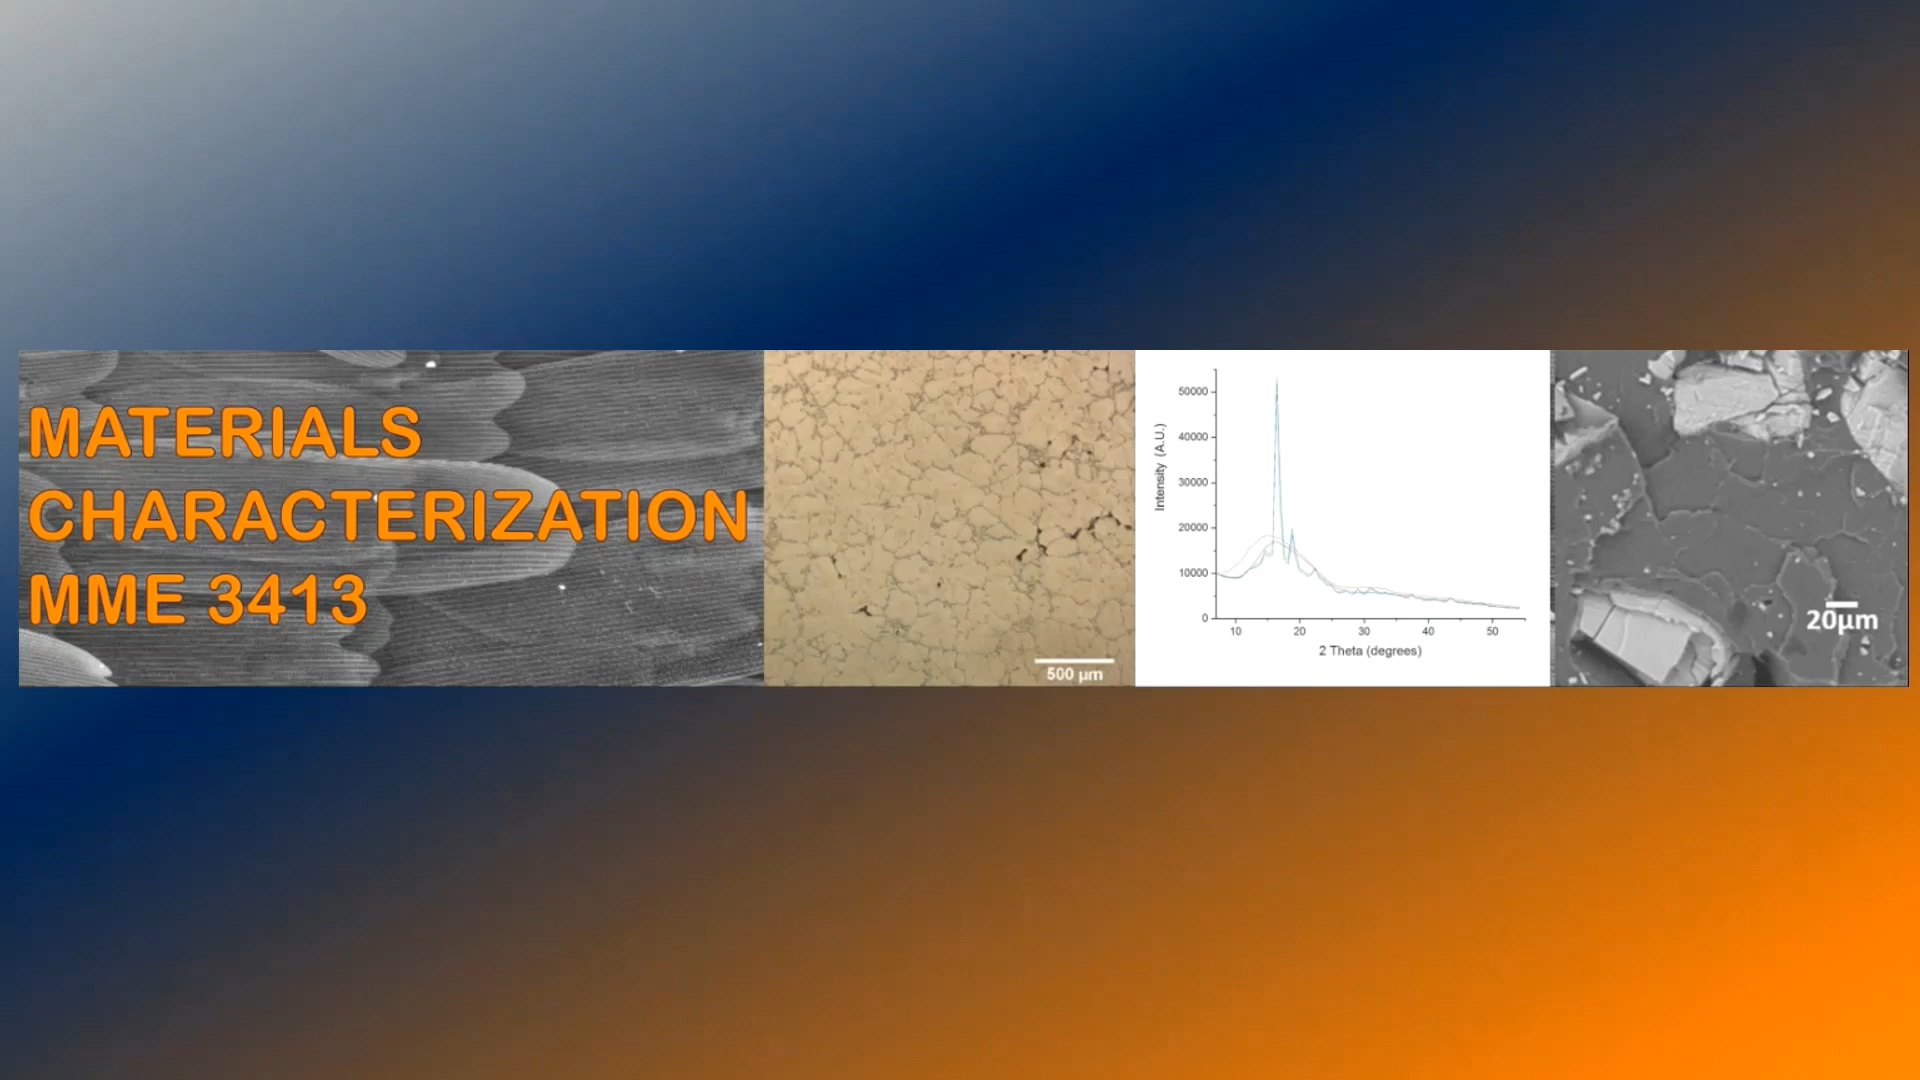 MATERIALS
CHARACTERIZATION
MME 3413
500 µm
Intensity (A.U.)
50000
40000
30000
20000
10000
0
10 20 30 40 50
2 Theta (degrees)
20µm